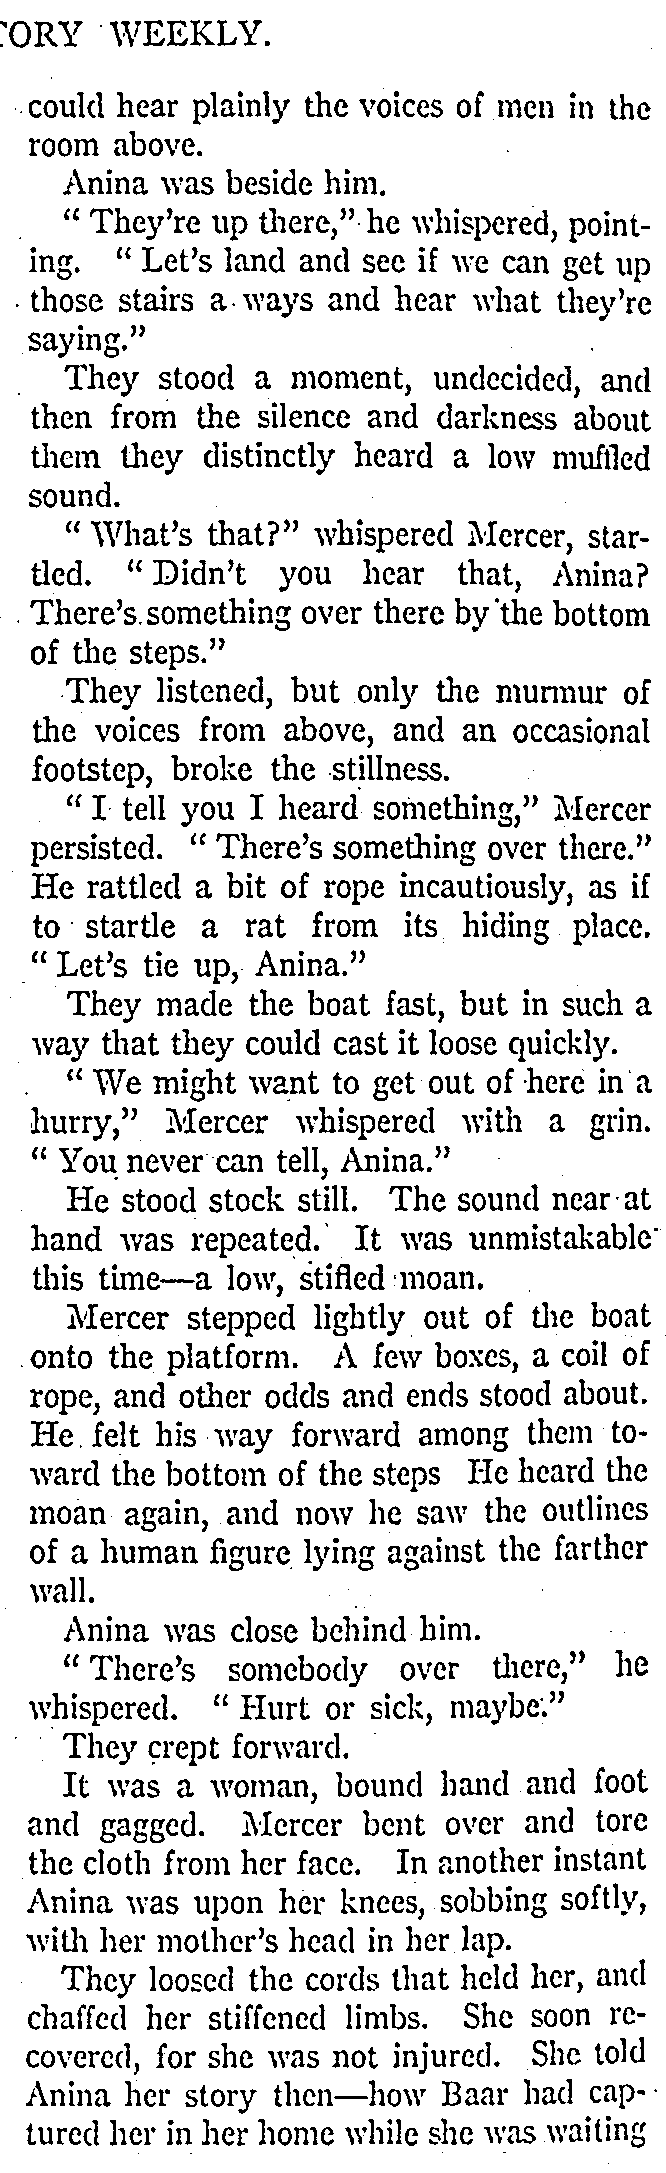 TORY WEEKLY.
could hear plainly the voices of men in the
room above.
Anina was beside him.
“ They're up there,” he whispered, point-
ing. “ Let's land and see if we can get up
those stairs a ways and hear what they're
saying.”
They stood a moment, undecided, and
then from the silence and darkness about
them they distinctly heard a low muffled
sound.
“ What's that?” whispered Mercer, star-
tled. “ Didn't you hear that, Anina?
There's something over there by the bottom
of the steps.”
They listened, but only the murmur of
the voices from above, and an occasional
footstep, broke the stillness.
“ I tell you I heard something,” Mercer
persisted. “ There's something over there.”
He rattled a bit of rope incautiously, as if
to startle a rat from its hiding place.
“ Let's tie up, Anina.”
They made the boat fast, but in such a
way that they could cast it loose quickly.
“ We might want to get out of here in a
hurry,” Mercer whispered with a grin.
“ You never can tell, Anina.”
He stood stock still. The sound near at
hand was repeated. It was unmistakable
this time—a low, stifled moan.
Mercer stepped lightly out of the boat
onto the platform. A few boxes, a coil of
rope, and other odds and ends stood about.
He felt his way forward among them to-
ward the bottom of the steps He heard the
moan again, and now he saw the outlines
of a human figure lying against the farther
wall.
Anina was close behind him.
“ There's somebody over there,” he
whispered. “ Hurt or sick, maybe.”
They crept forward.
It was a woman, bound hand and foot
and gagged. Mercer bent over and tore
the cloth from her face. In another instant
Anina was upon her knees, sobbing softly,
with her mother's head in her lap.
They loosed the cords that held her, and
chaffed her stiffened limbs. She soon re-
covered, for she was not injured. She told
Anina her story then—how Baar had cap-
tured her in her home while she was waiting